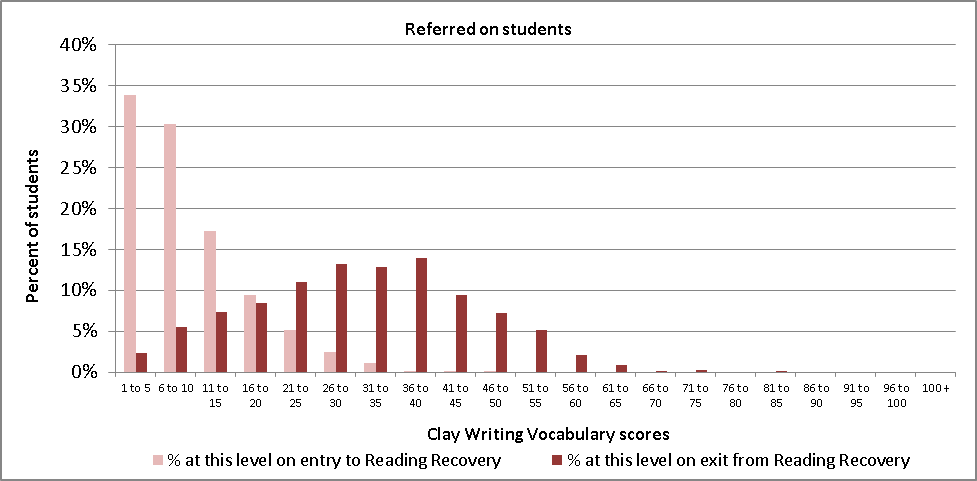 Referred on students
40%
35%
30%
25%
20%
15%
10%
5%
0%
Percent of students
1 to 5 6 to 10 11 to 15 16 to 20 21 to 25 26 to 30 31 to 35 36 to 40 41 to 45 46 to 50 51 to 55 56 to 60 61 to 65 66 to 70 71 to 75 76 to 80 81 to 85 86 to 90 91 to 95 96 to 100 100 +
Clay Writing Vocabulary scores
% at this level on entry to Reading Recovery % at this level on exit from Reading Recovery